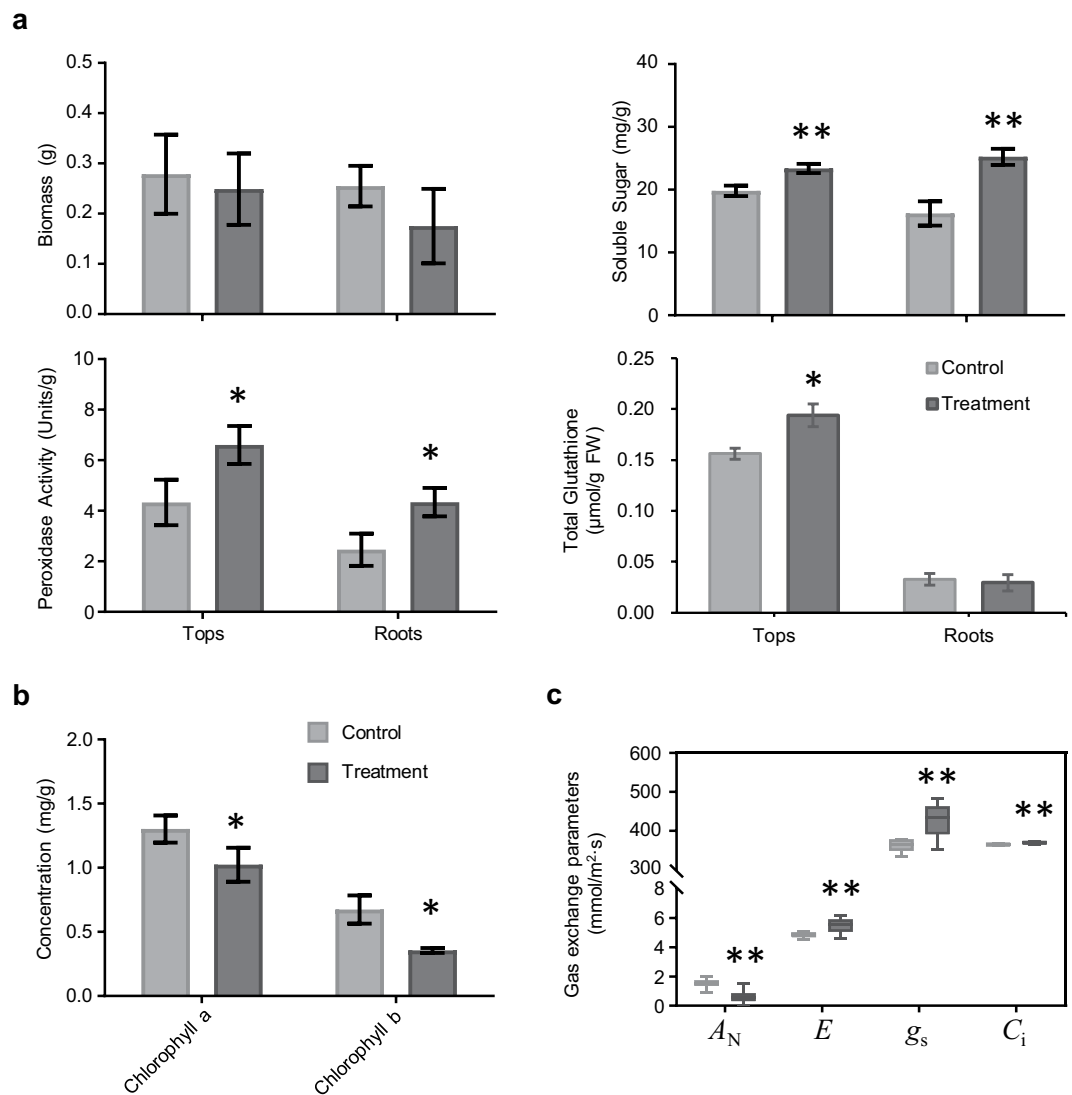 a
0.5
0.4
0.3
0.2
0.1
0.0
Biomass (g)
40
30
20
10
0
Soluble Sugar (mg/g)
**
**
10
8
6
4
2
0
Peroxidase Activity (Units/g)
*
*
Tops
Roots
0.25
0.20
0.15
0.10
0.05
0.00
Total Glutathione
(μmol/g FW)
*
Control
Treatment
Tops
Roots
b
2.0
1.5
1.0
0.5
0.0
Concentration (mg/g)
Control
Treatment
*
*
Chlorophyll a
Chlorophyll b
c
600
500
400
300
8
6
4
2
0
Gas exchange parameters
(mmol/m²·s)
**
**
**
**
A_N
E
g_s
C_i